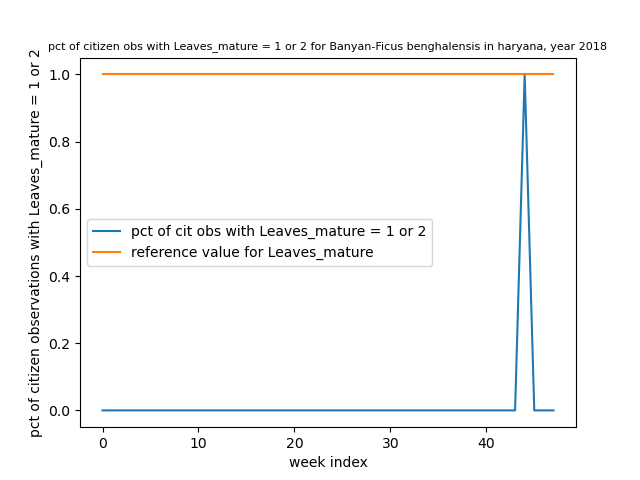 pct of citizen obs with Leaves_mature = 1 or 2 for Banyan-Ficus benghalensis in haryana, year 2018
pct of citizen observations with Leaves_mature = 1 or 2
1.0
0.8
0.6
0.4
0.2
0.0
pct of cit obs with Leaves_mature = 1 or 2
reference value for Leaves_mature
0 10 20 30 40
week index